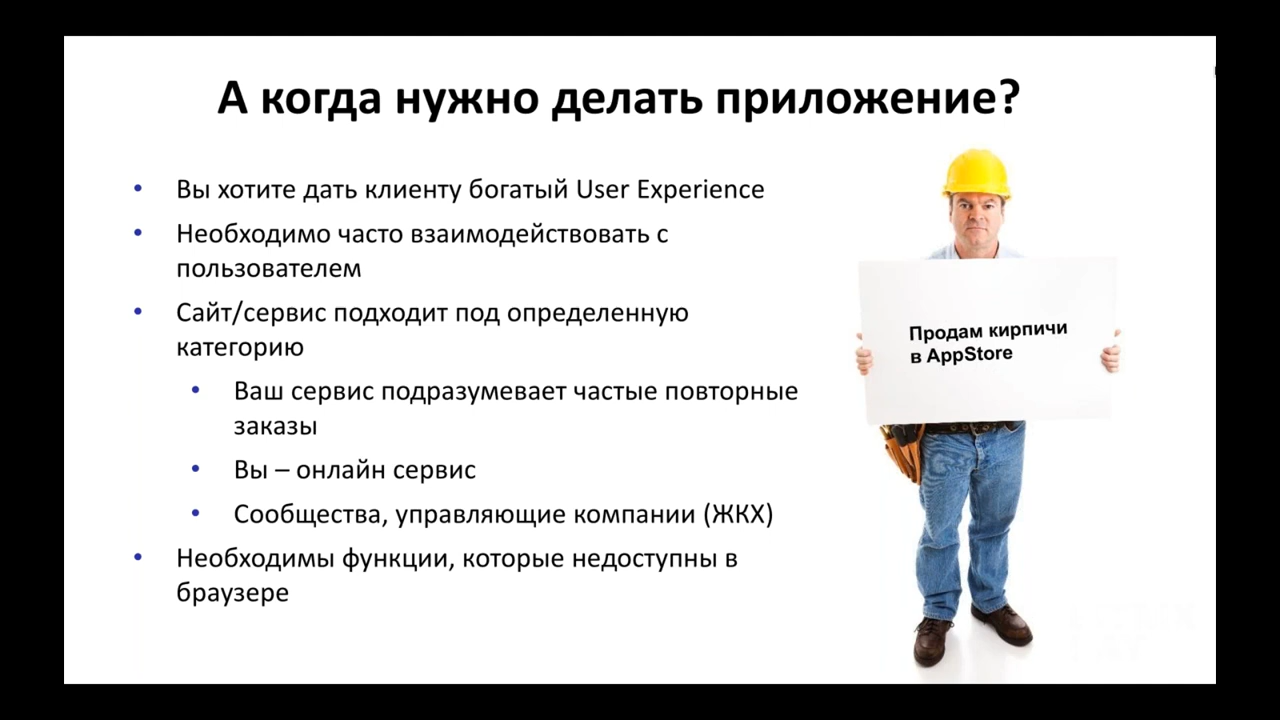 А когда нужно делать приложение?
• Вы хотите дать клиенту богатый User Experience
• Необходимо часто взаимодействовать с
пользователем
• Сайт/сервис подходит под определенную
категорию
• Ваш сервис подразумевает частые повторные
заказы
• Вы – онлайн сервис
• Сообщества, управляющие компании (ЖКХ)
• Необходимы функции, которые недоступны в
браузере
Продам кирпичи
в AppStore